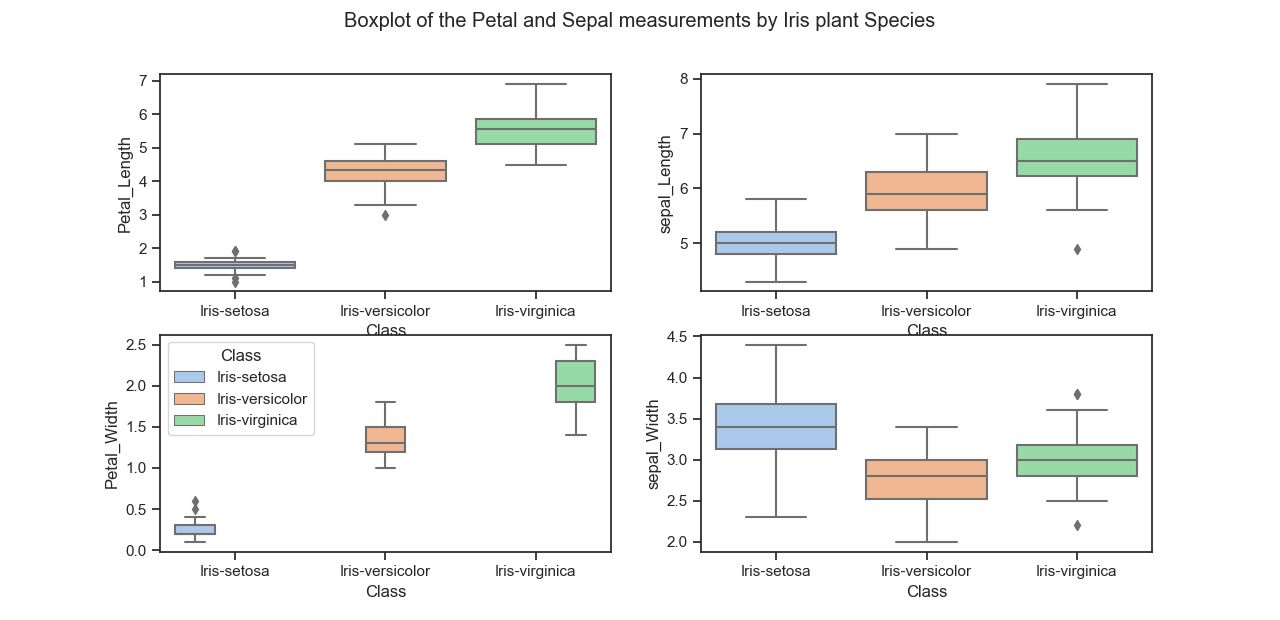 Boxplot of the Petal and Sepal measurements by Iris plant Species
7
6
5
4
3
2
1
Petal_Length
Iris-setosa Iris-versicolor Iris-virginica
Class
8
7
6
5
sepal_Length
Iris-setosa Iris-versicolor Iris-virginica
Class
2.5
2.0
1.5
1.0
0.5
0.0
Petal_Width
Class
Iris-setosa
Iris-versicolor
Iris-virginica
Iris-setosa Iris-versicolor Iris-virginica
Class
4.5
4.0
3.5
3.0
2.5
2.0
sepal_Width
Iris-setosa Iris-versicolor Iris-virginica
Class